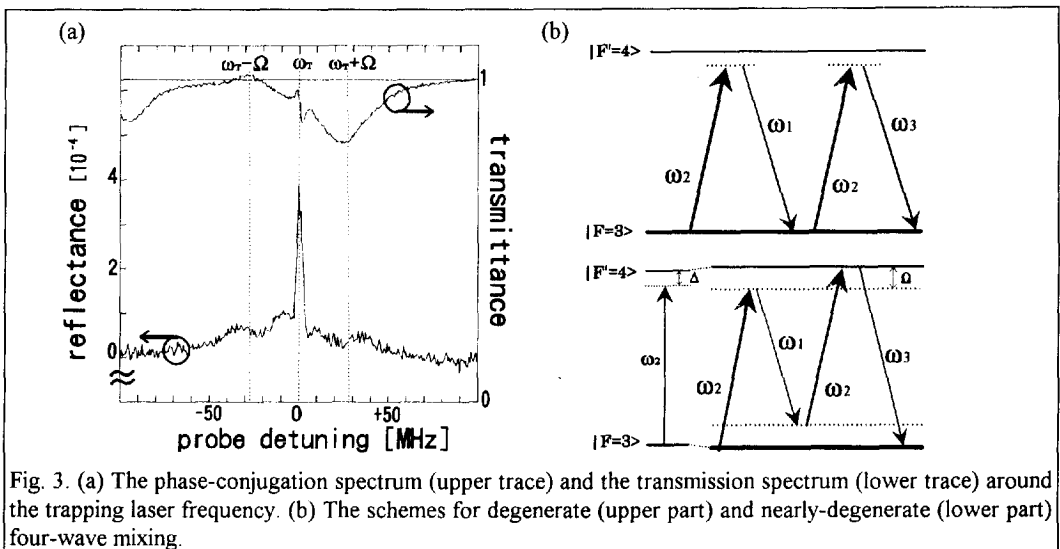 (a)
(b)
ω_T−Ω ω_T ω_T+Ω
1
4
2
0
0
reflectance [10⁻⁴]
transmittance
-50 0 +50
probe detuning [MHz]
|F'=4>
ω₂ ω₁ ω₂ ω₃
|F=3>
|F'=4> Δ Ω
ω₂ ω₂ ω₁ ω₂ ω₃
|F=3>
Fig. 3. (a) The phase-conjugation spectrum (upper trace) and the transmission spectrum (lower trace) around
the trapping laser frequency. (b) The schemes for degenerate (upper part) and nearly-degenerate (lower part)
four-wave mixing.